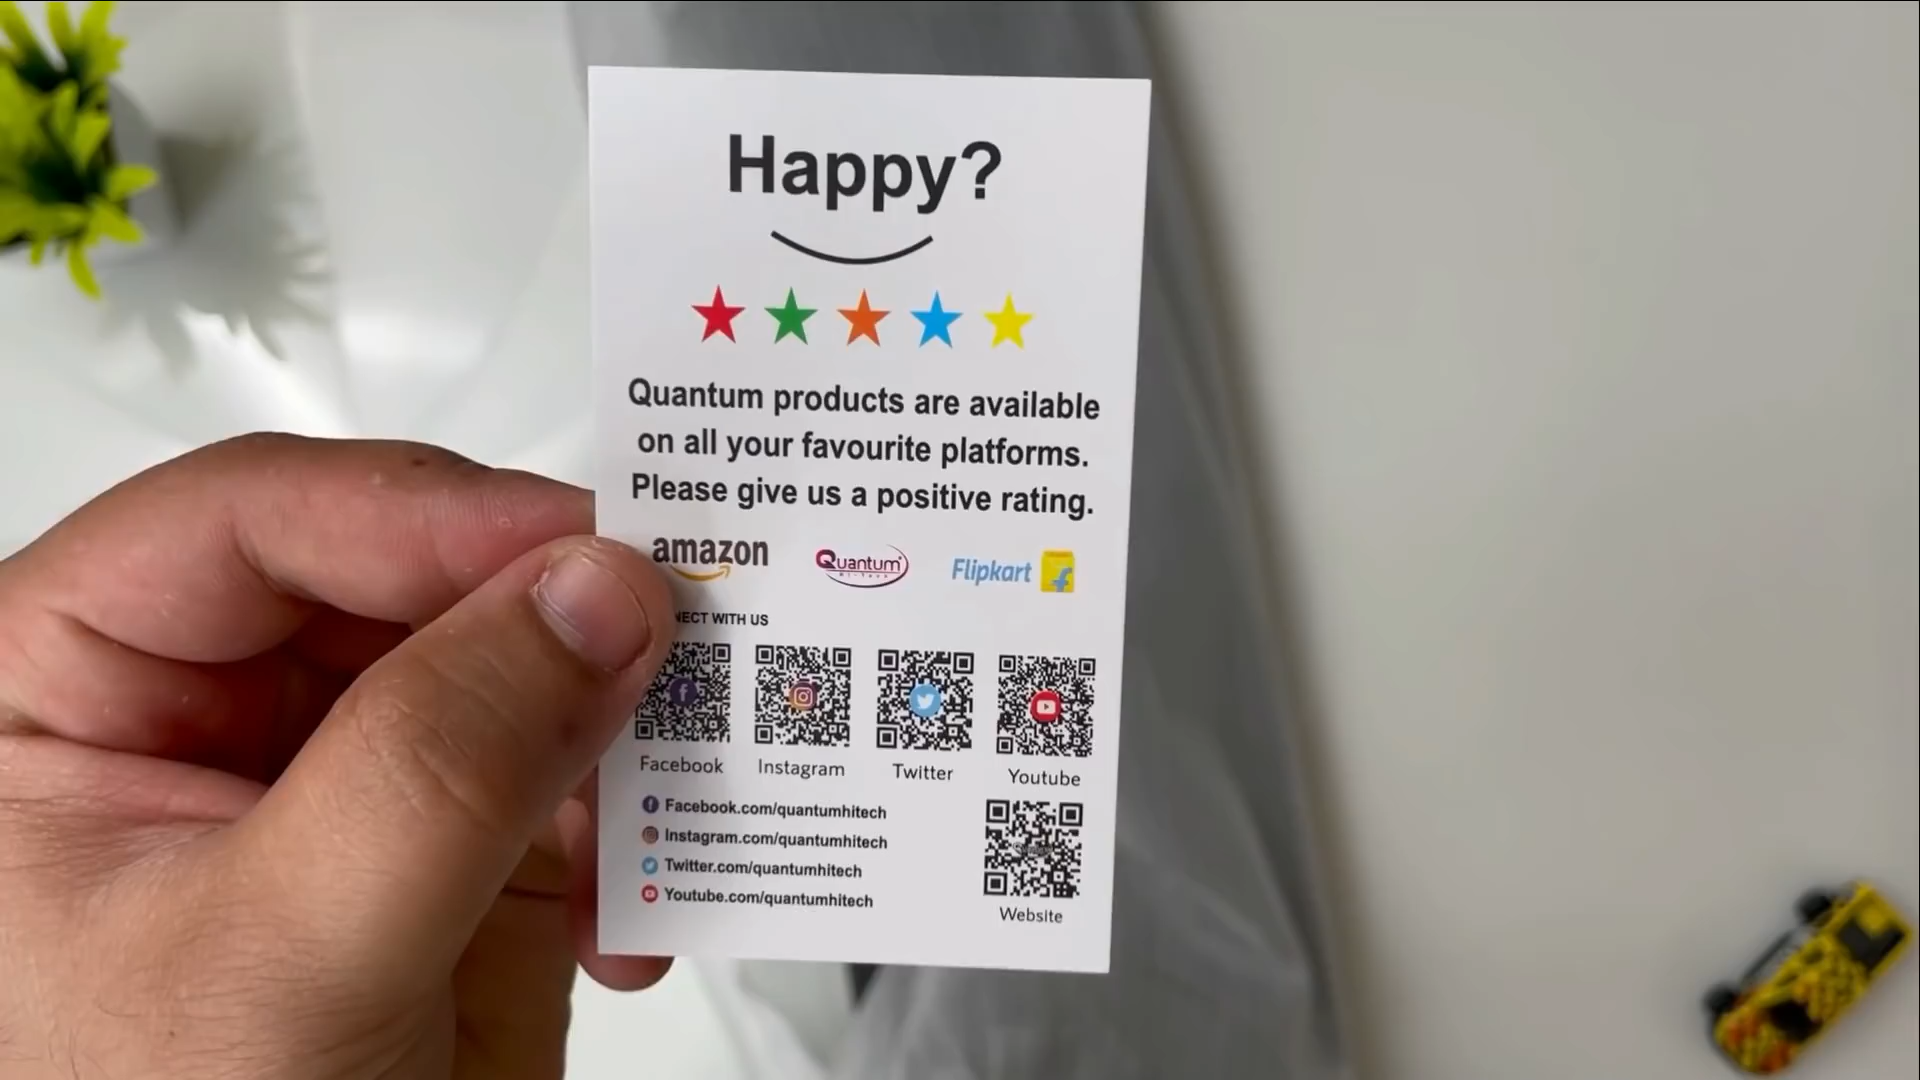 Happy?
Quantum products are available
on all your favourite platforms.
Please give us a positive rating.
amazon Quantum Flipkart
WITH US
Facebook Instagram Twitter Youtube
Facebook.com/quantumhitech
Instagram.com/quantumhitech
Twitter.com/quantumhitech
Youtube.com/quantumhitech
Website